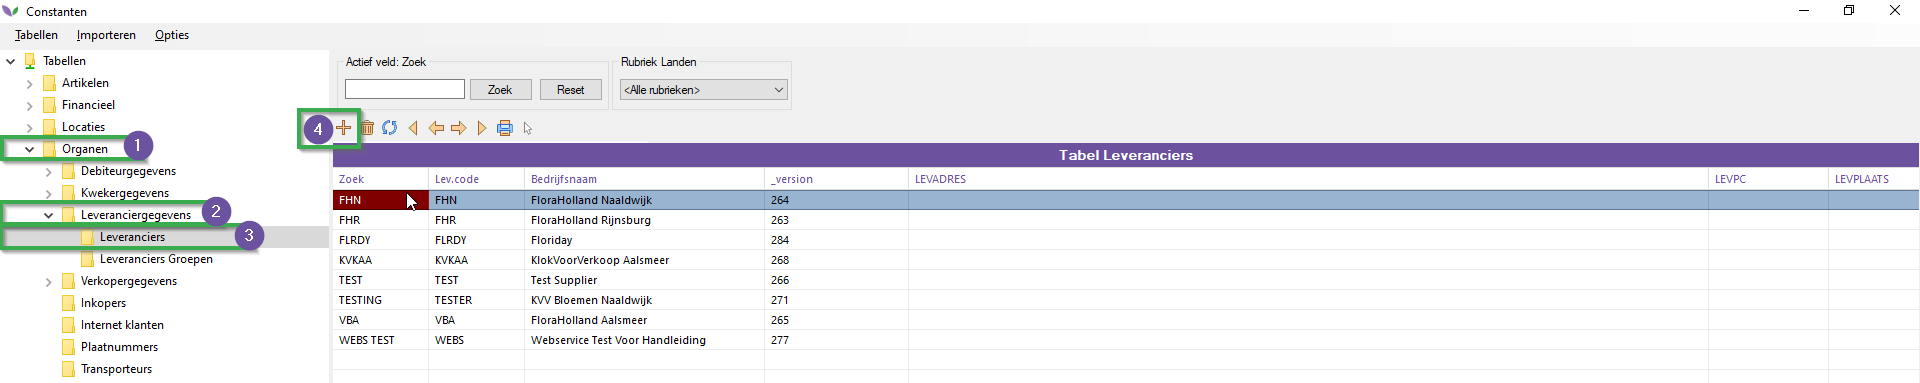 Constanten
Tabellen Importeren Opties
Tabellen
Artikelen
Financieel
Locaties
Organen 1
Debiteurgegevens
Kwekergegevens
Leveranciergegevens 2
Leveranciers 3
Leveranciers Groepen
Verkopergegevens
Inkopers
Internet klanten
Plaatnummers
Transporteurs
Actief veld: Zoek
Zoek Reset
Rubriek Landen
<Alle rubrieken>
4
Tabel Leveranciers
Zoek Lev.code Bedrijfsnaam _version LEVADRES LEVPC LEVPLAATS
FHN FHN FloraHolland Naaldwijk 264
FHR FHR FloraHolland Rijnsburg 263
FLRDY FLRDY Floriday 284
KVKAA KVKAA KlokVoorVerkoop Aalsmeer 268
TEST TEST Test Supplier 266
TESTING TESTER KVV Bloemen Naaldwijk 271
VBA VBA FloraHolland Aalsmeer 265
WEBS TEST WEBS Webservice Test Voor Handleiding 277